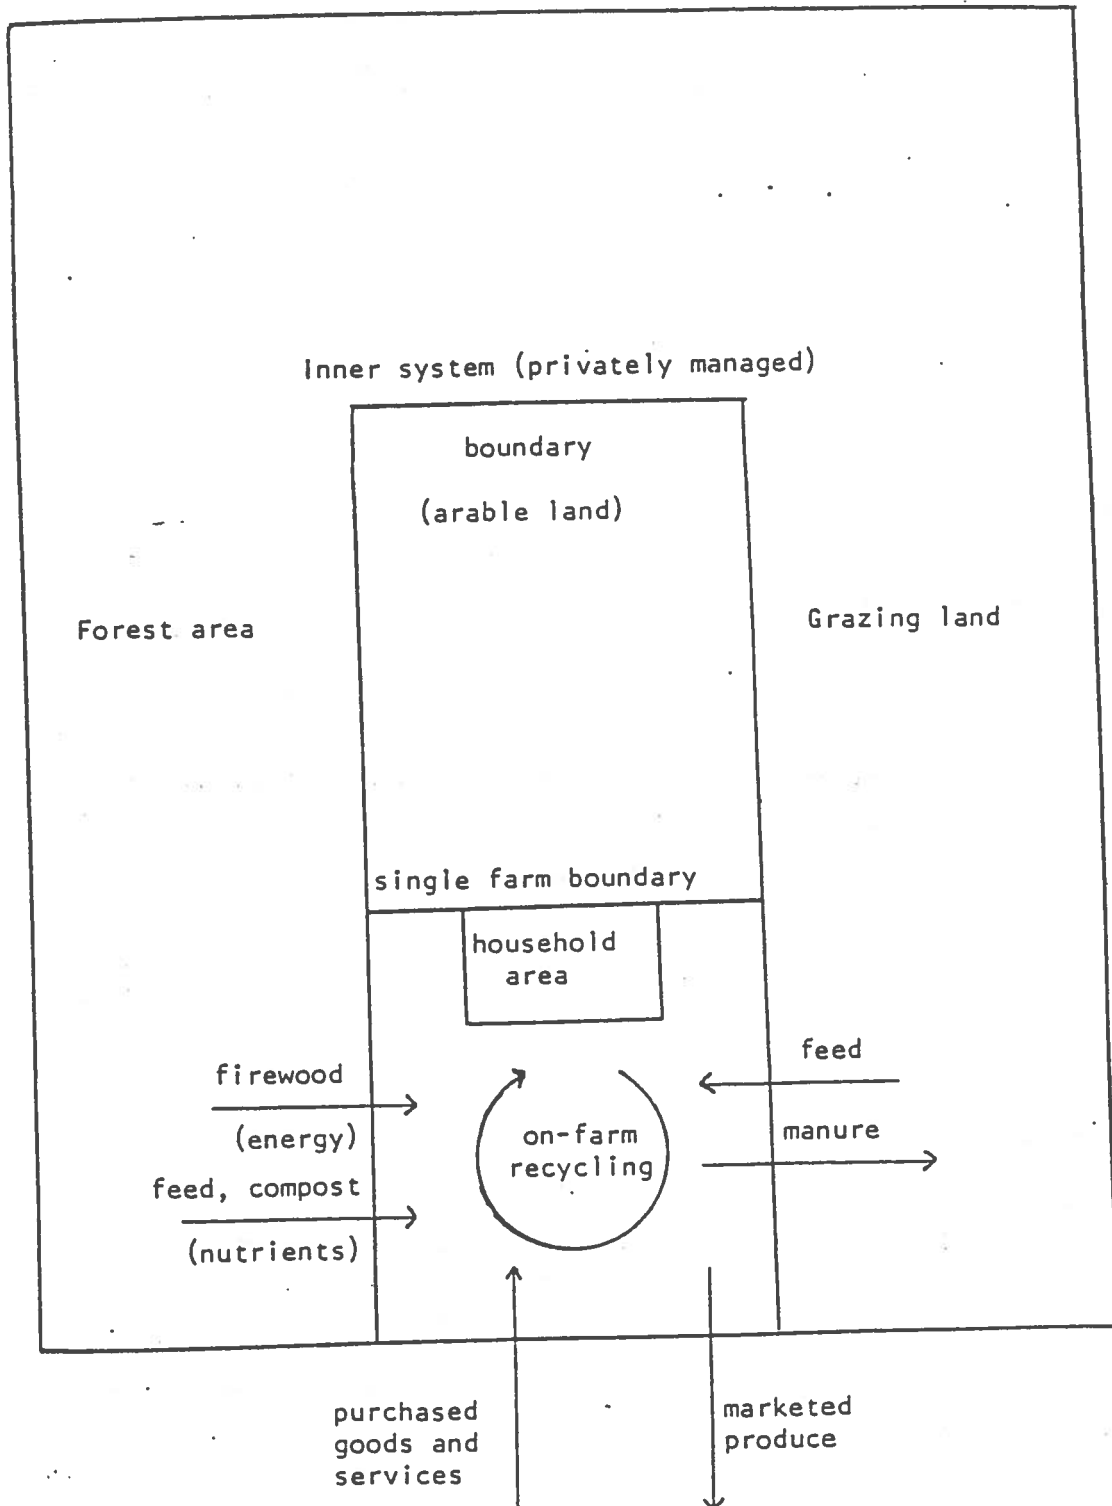 Inner system (privately managed)
boundary
(arable land)
Forest area
Grazing land
single farm boundary
household
area
firewood
(energy)
feed, compost
(nutrients)
on-farm
recycling
feed
manure
purchased
goods and
services
marketed
produce